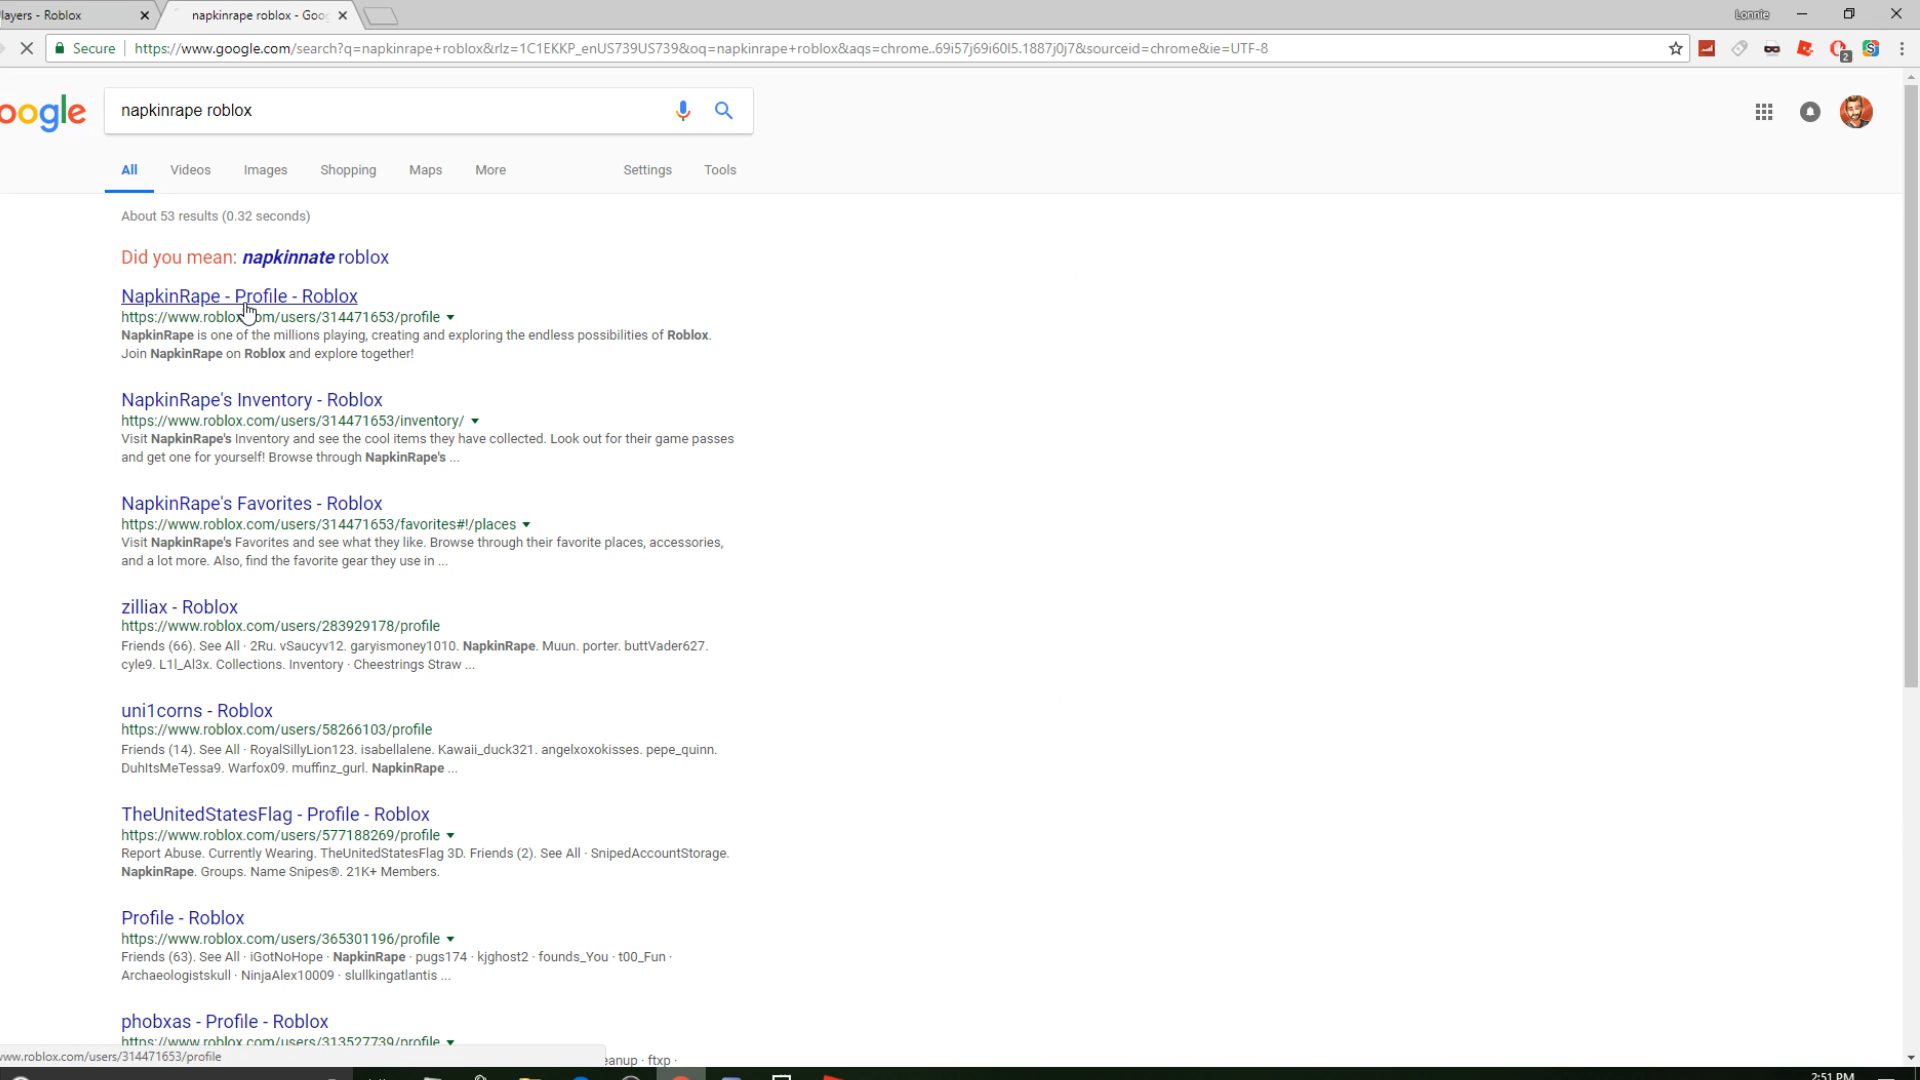 layers - Roblox
napkinrape roblox - Goo
Lonnie
Secure
https://www.google.com/search?q=napkinrape+roblox&rlz=1C1EKKP_enUS739US739&oq=napkinrape+roblox&aqs=chrome..69i57j69i60l5.1887j0j7&sourceid=chrome&ie=UTF-8
2
oogle
napkinrape roblox
All
Videos
Images
Shopping
Maps
More
Settings
Tools
About 53 results (0.32 seconds)
Did you mean: napkinnate roblox
NapkinRape - Profile - Roblox
https://www.roblox.com/users/314471653/profile
NapkinRape is one of the millions playing, creating and exploring the endless possibilities of Roblox.
Join NapkinRape on Roblox and explore together!
NapkinRape's Inventory - Roblox
https://www.roblox.com/users/314471653/inventory/
Visit NapkinRape's Inventory and see the cool items they have collected. Look out for their game passes
and get one for yourself! Browse through NapkinRape's ...
NapkinRape's Favorites - Roblox
https://www.roblox.com/users/314471653/favorites#!/places
Visit NapkinRape's Favorites and see what they like. Browse through their favorite places, accessories,
and a lot more. Also, find the favorite gear they use in ...
zilliax - Roblox
https://www.roblox.com/users/283929178/profile
Friends (66). See All · 2Ru. vSaucyv12. garyismoney1010. NapkinRape. Muun. porter. buttVader627.
cyle9. L1l_Al3x. Collections. Inventory · Cheestrings Straw ...
uni1corns - Roblox
https://www.roblox.com/users/58266103/profile
Friends (14). See All · RoyalSillyLion123. isabellalene. Kawaii_duck321. angelxoxokisses. pepe_quinn.
DuhItsMeTessa9. Warfox09. muffinz_gurl. NapkinRape ...
TheUnitedStatesFlag - Profile - Roblox
https://www.roblox.com/users/577188269/profile
Report Abuse. Currently Wearing. TheUnitedStatesFlag 3D. Friends (2). See All · SnipedAccountStorage.
NapkinRape. Groups. Name Snipes®. 21K+ Members.
Profile - Roblox
https://www.roblox.com/users/365301196/profile
Friends (63). See All · iGotNoHope · NapkinRape · pugs174 · kjghost2 · founds_You · t00_Fun ·
Archaeologistskull · NinjaAlex10009 · slullkingatlantis ...
phobxas - Profile - Roblox
https://www.roblox.com/users/313527739/profile
www.roblox.com/users/314471653/profile
eanup · ftxp ·
2:51 PM